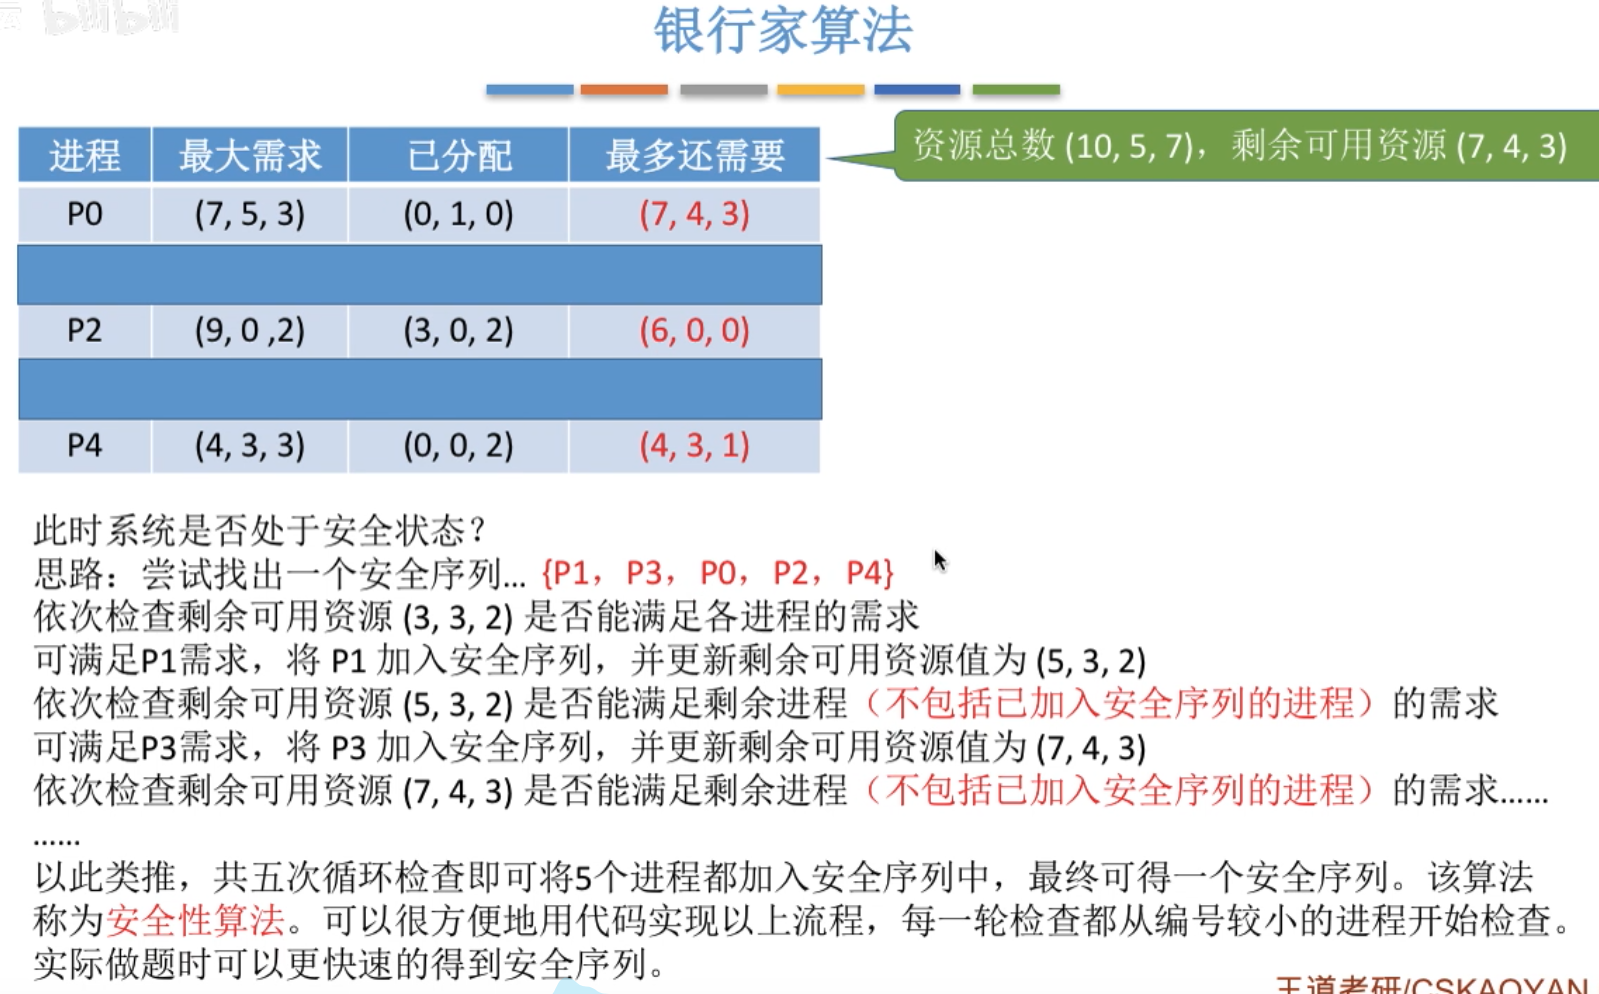 bilibili
银行家算法
资源总数 (10, 5, 7)，剩余可用资源 (7, 4, 3)
进程 最大需求 已分配 最多还需要
P0 (7, 5, 3) (0, 1, 0) (7, 4, 3)
P2 (9, 0 ,2) (3, 0, 2) (6, 0, 0)
P4 (4, 3, 3) (0, 0, 2) (4, 3, 1)
此时系统是否处于安全状态？
思路：尝试找出一个安全序列... {P1，P3，P0，P2，P4}
依次检查剩余可用资源 (3, 3, 2) 是否能满足各进程的需求
可满足P1需求，将 P1 加入安全序列，并更新剩余可用资源值为 (5, 3, 2)
依次检查剩余可用资源 (5, 3, 2) 是否能满足剩余进程（不包括已加入安全序列的进程）的需求
可满足P3需求，将 P3 加入安全序列，并更新剩余可用资源值为 (7, 4, 3)
依次检查剩余可用资源 (7, 4, 3) 是否能满足剩余进程（不包括已加入安全序列的进程）的需求......
......
以此类推，共五次循环检查即可将5个进程都加入安全序列中，最终可得一个安全序列。该算法
称为安全性算法。可以很方便地用代码实现以上流程，每一轮检查都从编号较小的进程开始检查。
实际做题时可以更快速的得到安全序列。
王道考研/CSKAOYAN